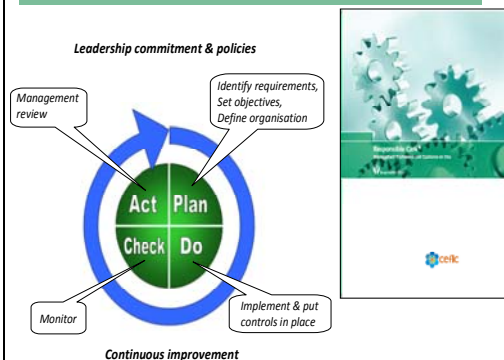 Leadership commitment & policies
Management
review
Identify requirements,
Set objectives,
Define organisation
Act
Plan
Check
Do
Monitor
Implement & put
controls in place
Continuous improvement
Responsible Care
cefic